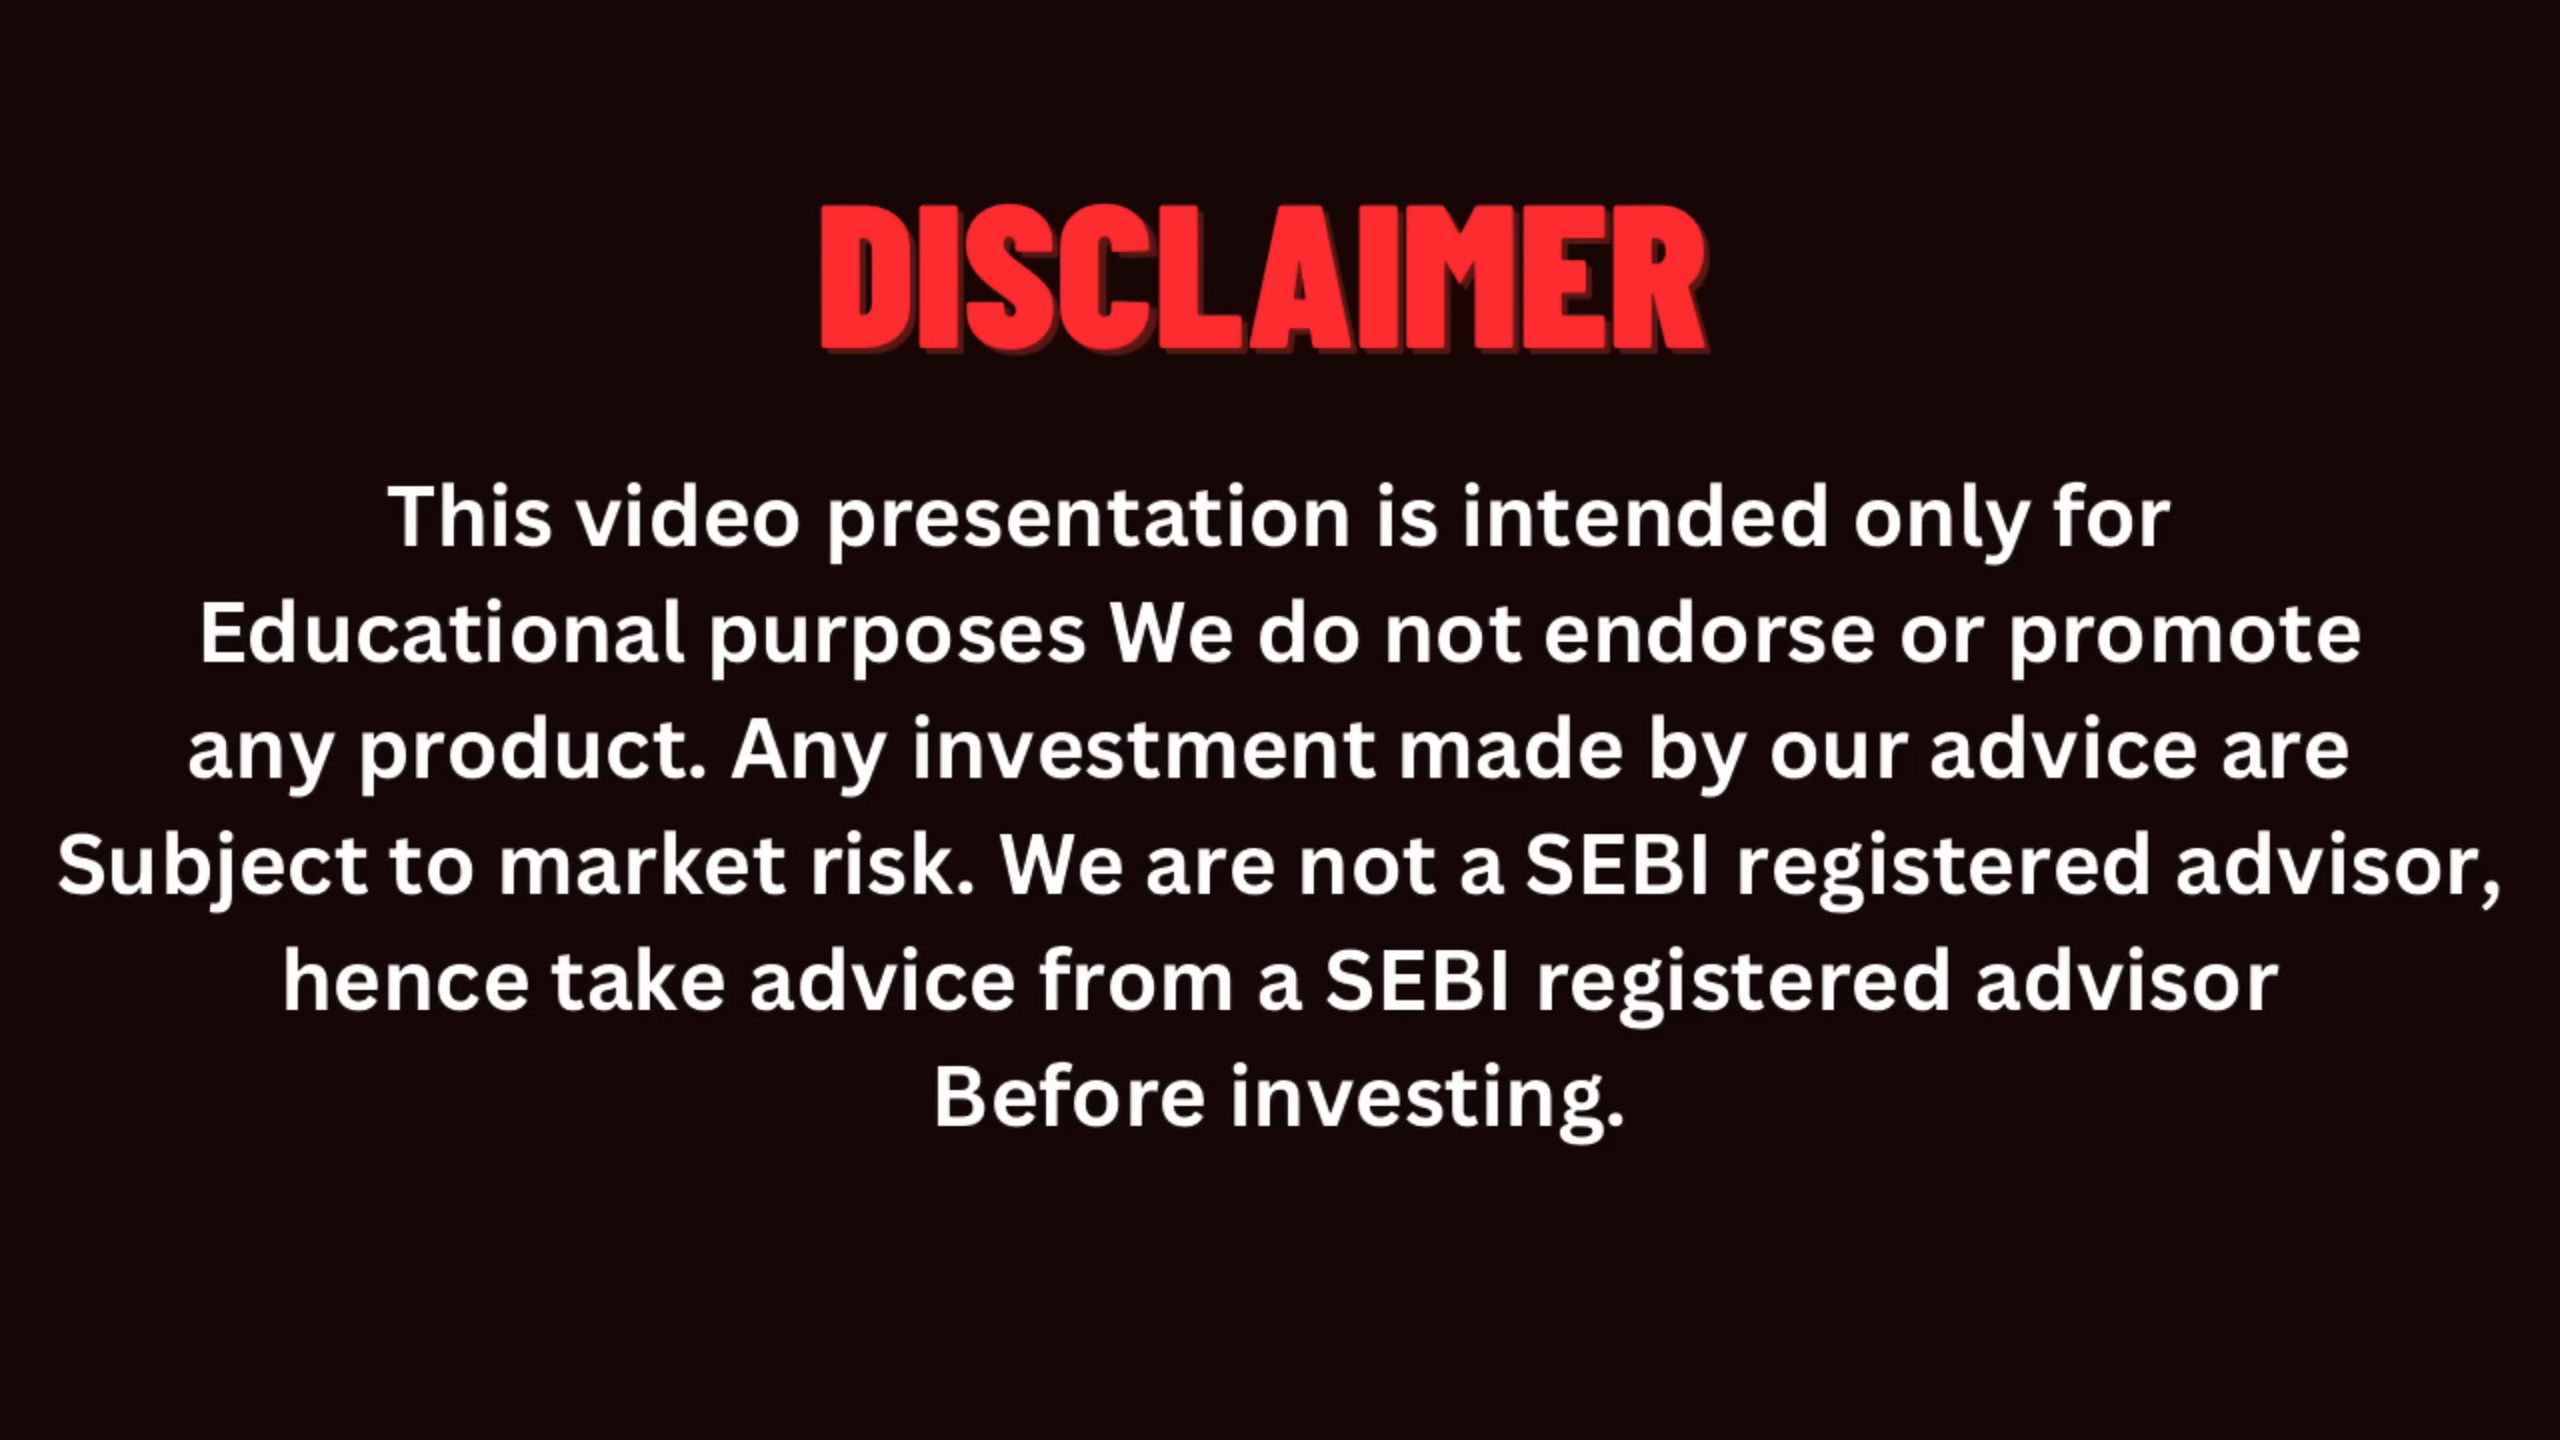 DISCLAIMER
This video presentation is intended only for
Educational purposes We do not endorse or promote
any product. Any investment made by our advice are
Subject to market risk. We are not a SEBI registered advisor,
hence take advice from a SEBI registered advisor
Before investing.